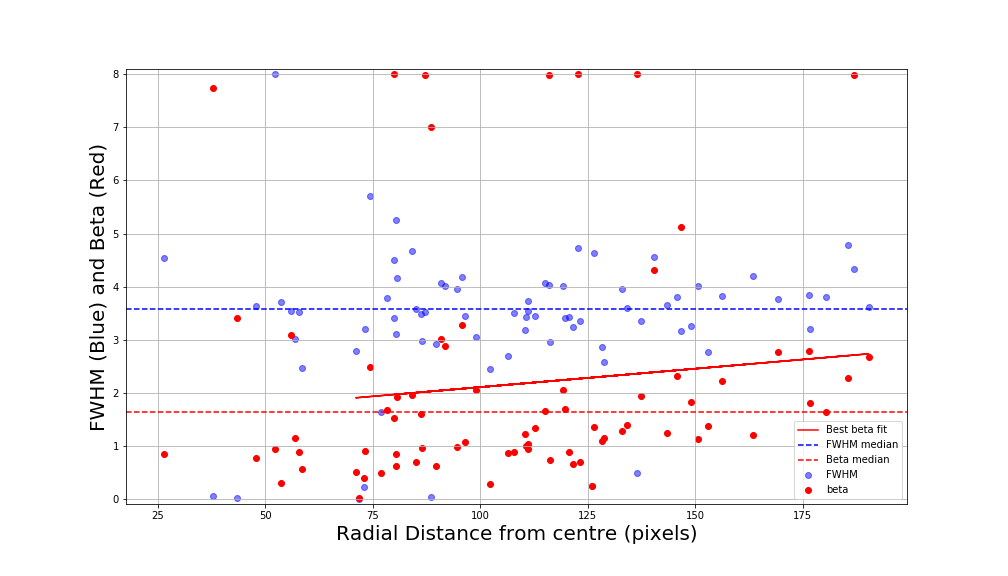 FWHM (Blue) and Beta (Red)
8
7
6
5
4
3
2
1
0
25
50
75
100
125
150
175
Radial Distance from centre (pixels)
Best beta fit
FWHM median
Beta median
FWHM
beta